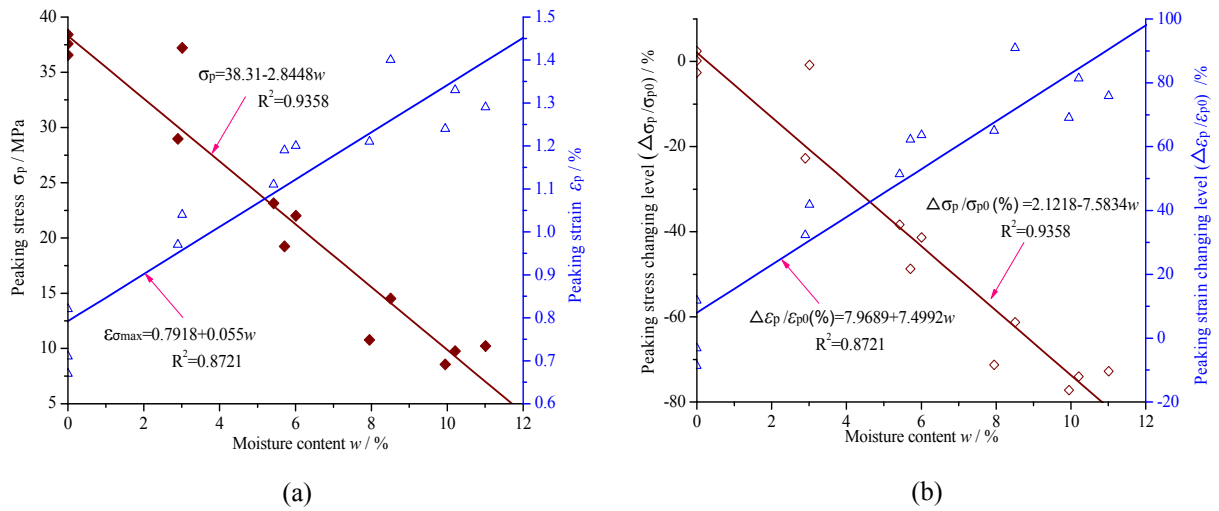 40
35
30
25
20
15
10
5
Peaking stress σp / MPa
0 2 4 6 8 10 12
Moisture content w / %
1.5
1.4
1.3
1.2
1.1
1.0
0.9
0.8
0.7
0.6
Peaking strain εp / %
σp=38.31-2.8448w
R²=0.9358
εσmax=0.7918+0.055w
R²=0.8721
(a)
0
-20
-40
-60
-80
Peaking stress changing level (Δσp/σp0) / %
0 2 4 6 8 10 12
Moisture content w / %
100
80
60
40
20
0
-20
Peaking strain changing level (Δεp/εp0) /%
Δσp/σp0(%) =2.1218-7.5834w
R²=0.9358
Δεp/εp0(%)=7.9689+7.4992w
R²=0.8721
(b)